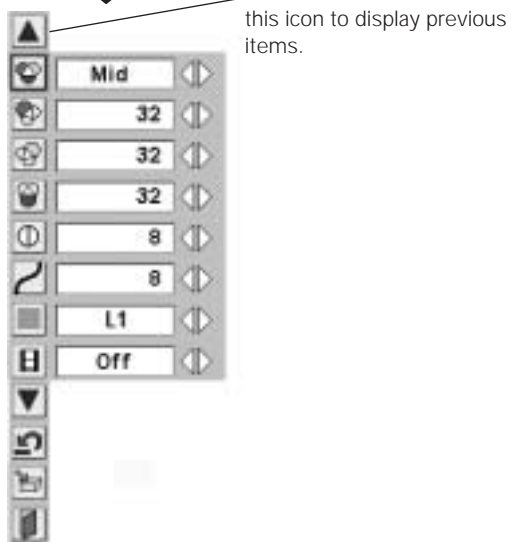 this icon to display previous
items.
Mid
32
32
32
8
8
L1
Off